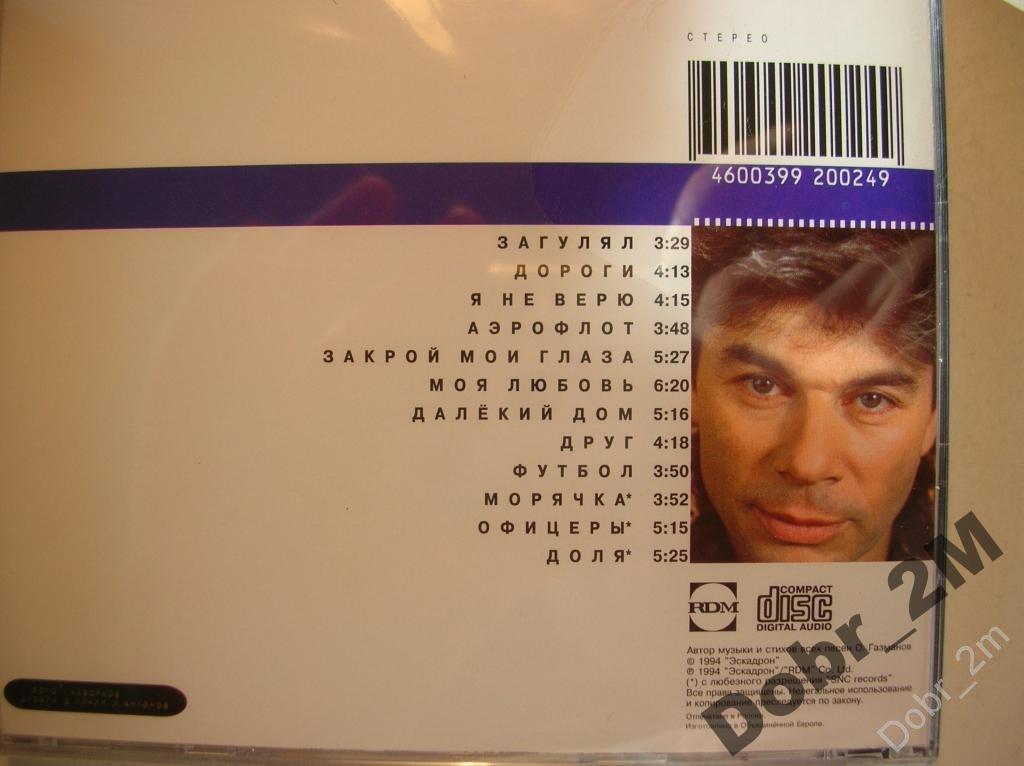 СТЕРЕО
4600399 200249
ЗАГУЛЯЛ 3:29
ДОРОГИ 4:13
Я НЕ ВЕРЮ 4:15
АЭРОФЛОТ 3:48
ЗАКРОЙ МОИ ГЛАЗА 5:27
МОЯ ЛЮБОВЬ 6:20
ДАЛЁКИЙ ДОМ 5:16
ДРУГ 4:18
ФУТБОЛ 3:50
МОРЯЧКА* 3:52
ОФИЦЕРЫ* 5:15
ДОЛЯ* 5:25
RDM
COMPACT
disc
DIGITAL AUDIO
Автор музыки и стихов всех песен О. Газманов
© 1994 "Эскадрон"
℗ 1994 "Эскадрон"/"RDM" Co. Ltd.
(*) с любезного разрешения "SNC records"
Все права защищены. Нелегальное использование
и копирование преследуется по закону.
Отпечатано в России.
Изготовлено в Объединённой Европе.
Dobr_2M
Dobr_2m